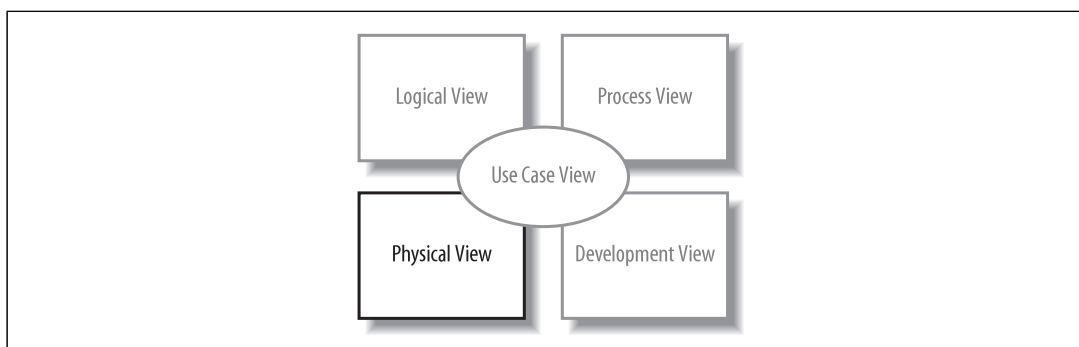 Logical View
Process View
Use Case View
Physical View
Development View